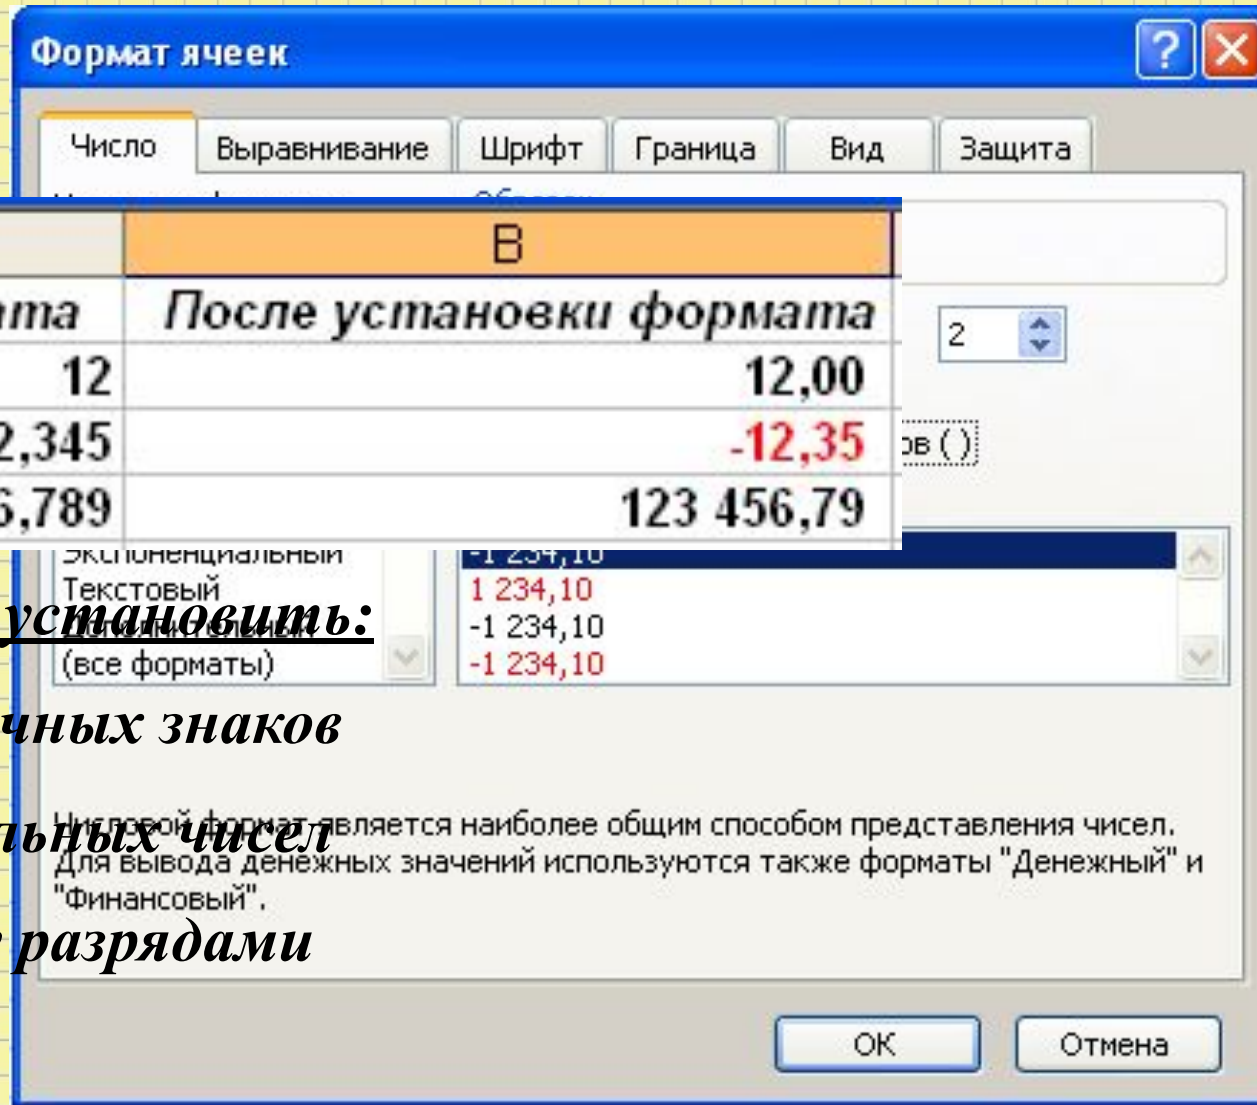 Формат ячеек
Число Выравнивание Шрифт Граница Вид Защита
B
мата После установки формата
2
12 12,00
2,345 -12,35
ов ( )
6,789 123 456,79
Экспоненциальный -1 234,10
Текстовый 1 234,10
установить:
Дополнительный -1 234,10
(все форматы) -1 234,10
чных знаков
льных чисел
Числовой формат является наиболее общим способом представления чисел.
Для вывода денежных значений используются также форматы "Денежный" и
"Финансовый".
разрядами
ОК Отмена